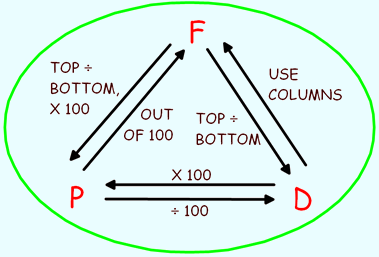 F
TOP ÷
BOTTOM,
X 100
OUT
OF 100
TOP ÷
BOTTOM
USE
COLUMNS
P
X 100
÷ 100
D